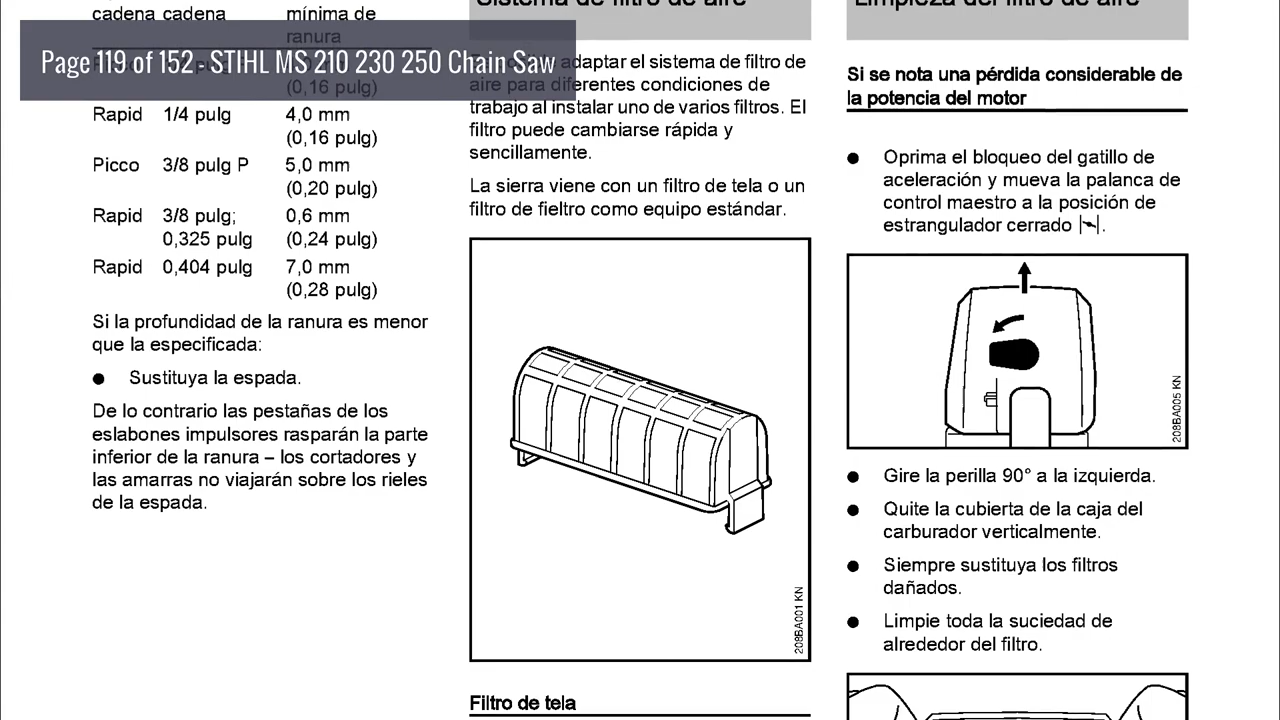 Page 119 of 152 - STIHL MS 210 230 250 Chain Saw
cadena cadena mínima de
ranura
(0,16 pulg)
Rapid 1/4 pulg 4,0 mm
(0,16 pulg)
Picco 3/8 pulg P 5,0 mm
(0,20 pulg)
Rapid 3/8 pulg; 0,6 mm
0,325 pulg (0,24 pulg)
Rapid 0,404 pulg 7,0 mm
(0,28 pulg)
Si la profundidad de la ranura es menor
que la especificada:
● Sustituya la espada.
De lo contrario las pestañas de los
eslabones impulsores rasparán la parte
inferior de la ranura – los cortadores y
las amarras no viajarán sobre los rieles
de la espada.
Sistema de filtro de aire
adaptar el sistema de filtro de
aire para diferentes condiciones de
trabajo al instalar uno de varios filtros. El
filtro puede cambiarse rápida y
sencillamente.
La sierra viene con un filtro de tela o un
filtro de fieltro como equipo estándar.
208BA001 KN
Filtro de tela
Limpieza del filtro de aire
Si se nota una pérdida considerable de
la potencia del motor
● Oprima el bloqueo del gatillo de
aceleración y mueva la palanca de
control maestro a la posición de
estrangulador cerrado.
208BA005 KN
● Gire la perilla 90° a la izquierda.
● Quite la cubierta de la caja del
carburador verticalmente.
● Siempre sustituya los filtros
dañados.
● Limpie toda la suciedad de
alrededor del filtro.